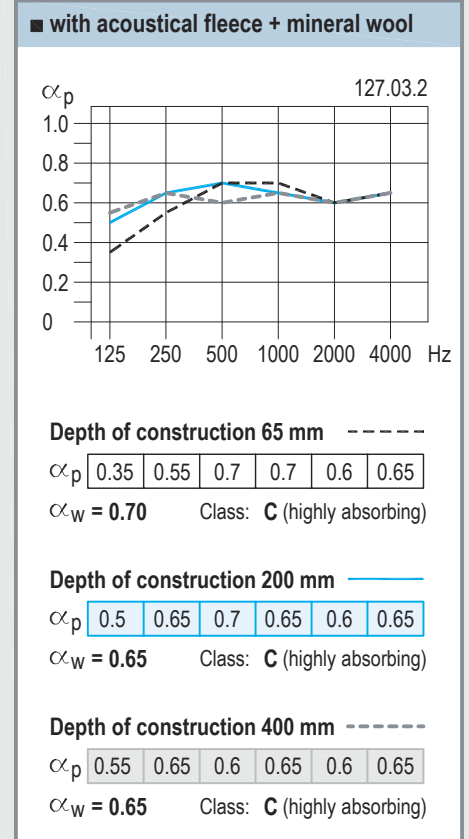 ■ with acoustical fleece + mineral wool
αp 127.03.2
1.0
0.8
0.6
0.4
0.2
0
125 250 500 1000 2000 4000 Hz
Depth of construction 65 mm
αp 0.35 0.55 0.7 0.7 0.6 0.65
αw = 0.70 Class: C (highly absorbing)
Depth of construction 200 mm
αp 0.5 0.65 0.7 0.65 0.6 0.65
αw = 0.65 Class: C (highly absorbing)
Depth of construction 400 mm
αp 0.55 0.65 0.6 0.65 0.6 0.65
αw = 0.65 Class: C (highly absorbing)